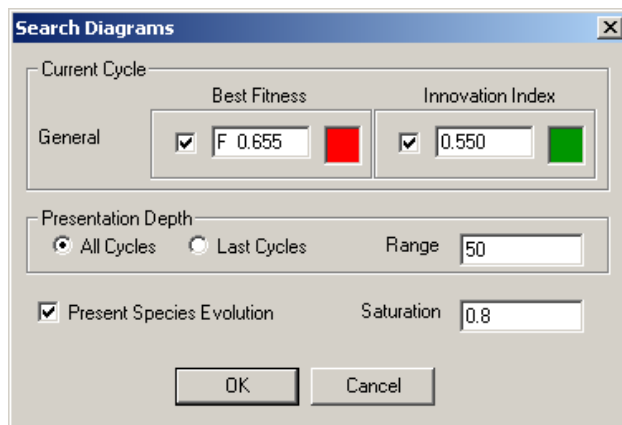 Search Diagrams
Current Cycle
Best Fitness Innovation Index
General F 0.655 0.550
Presentation Depth
All Cycles Last Cycles Range 50
Present Species Evolution Saturation 0.8
OK Cancel